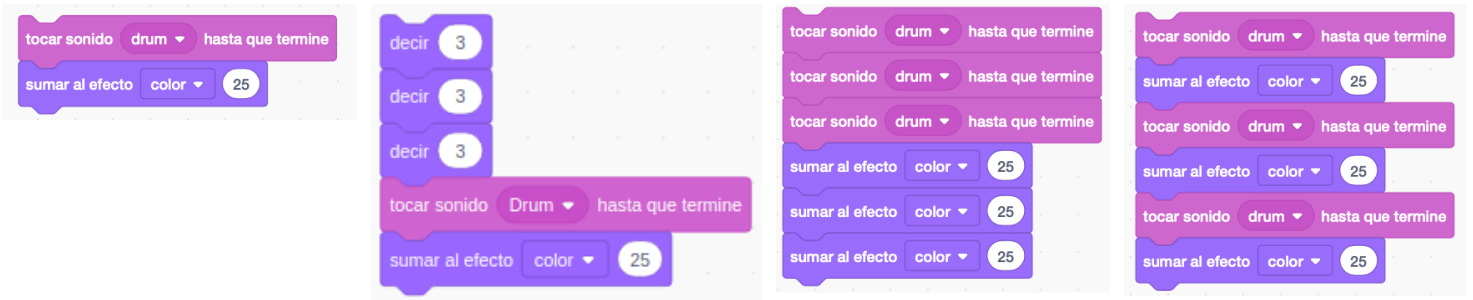 tocar sonido drum hasta que termine
sumar al efecto color 25
decir 3
decir 3
decir 3
tocar sonido Drum hasta que termine
sumar al efecto color 25
tocar sonido drum hasta que termine
tocar sonido drum hasta que termine
tocar sonido drum hasta que termine
sumar al efecto color 25
sumar al efecto color 25
sumar al efecto color 25
tocar sonido drum hasta que termine
sumar al efecto color 25
tocar sonido drum hasta que termine
sumar al efecto color 25
tocar sonido drum hasta que termine
sumar al efecto color 25